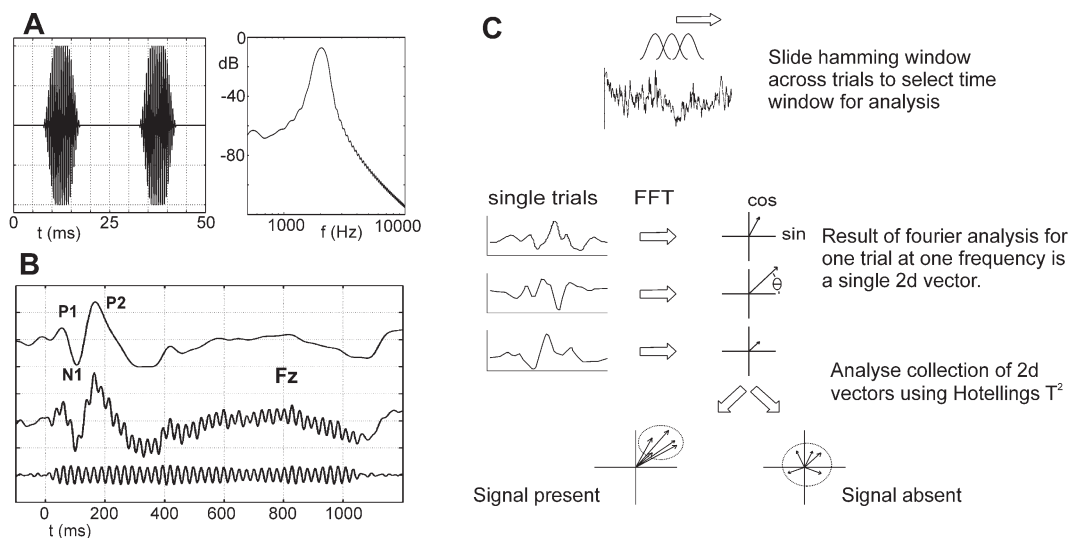 A
0
dB
-40
-80
0
25
50
t (ms)
1000
f (Hz)
10000
B
P1
P2
N1
Fz
0
200
400
600
800
1000
t (ms)
C
Slide hamming window
across trials to select time
window for analysis
single trials
FFT
cos
sin
Θ
Result of fourier analysis for
one trial at one frequency is
a single 2d vector.
Analyse collection of 2d
vectors using Hotellings T²
Signal present
Signal absent